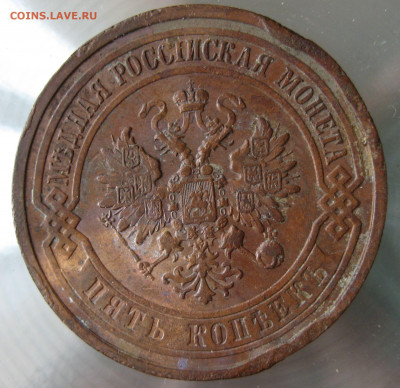 COINS.LAVE.RU
МѢДНАЯ РОССІЙСКАЯ МОНЕТА
ПЯТЬ КОПѢЕКЪ